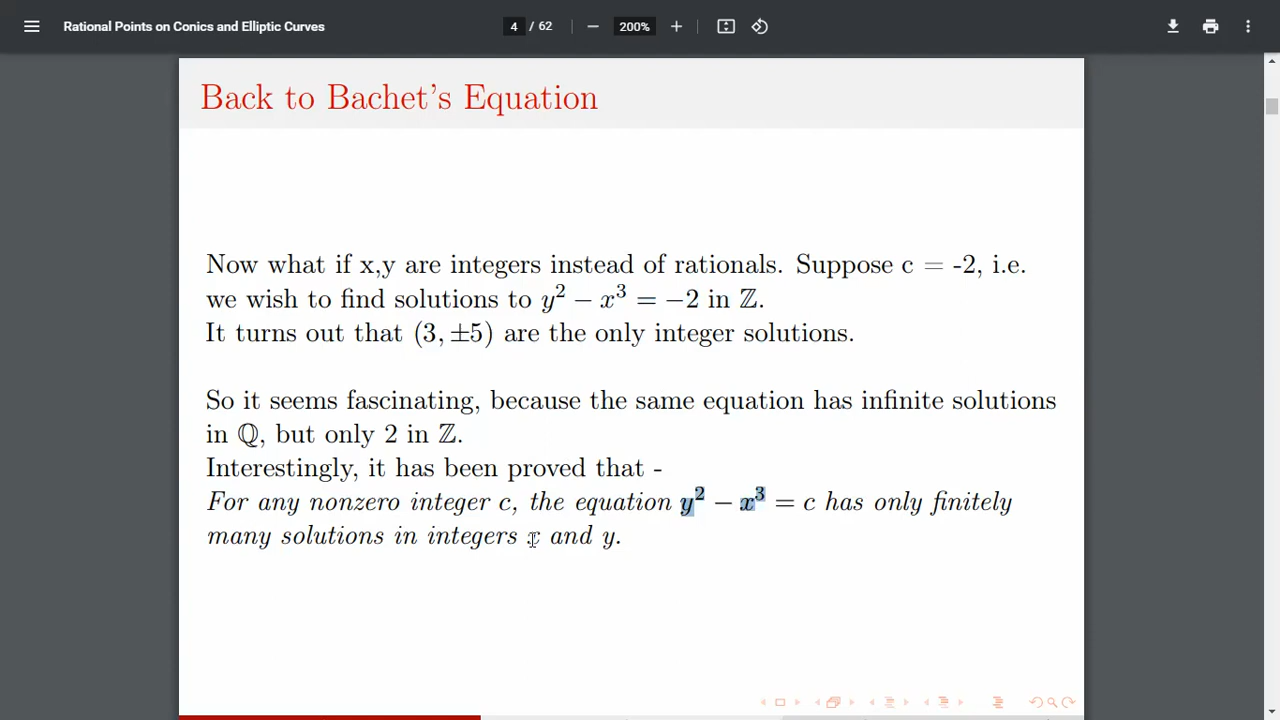 Rational Points on Conics and Elliptic Curves
4 / 62
200%
Back to Bachet's Equation
Now what if x,y are integers instead of rationals. Suppose c = -2, i.e.
we wish to find solutions to y² − x³ = −2 in ℤ.
It turns out that (3, ±5) are the only integer solutions.
So it seems fascinating, because the same equation has infinite solutions
in ℚ, but only 2 in ℤ.
Interestingly, it has been proved that -
For any nonzero integer c, the equation y² − x³ = c has only finitely
many solutions in integers x and y.